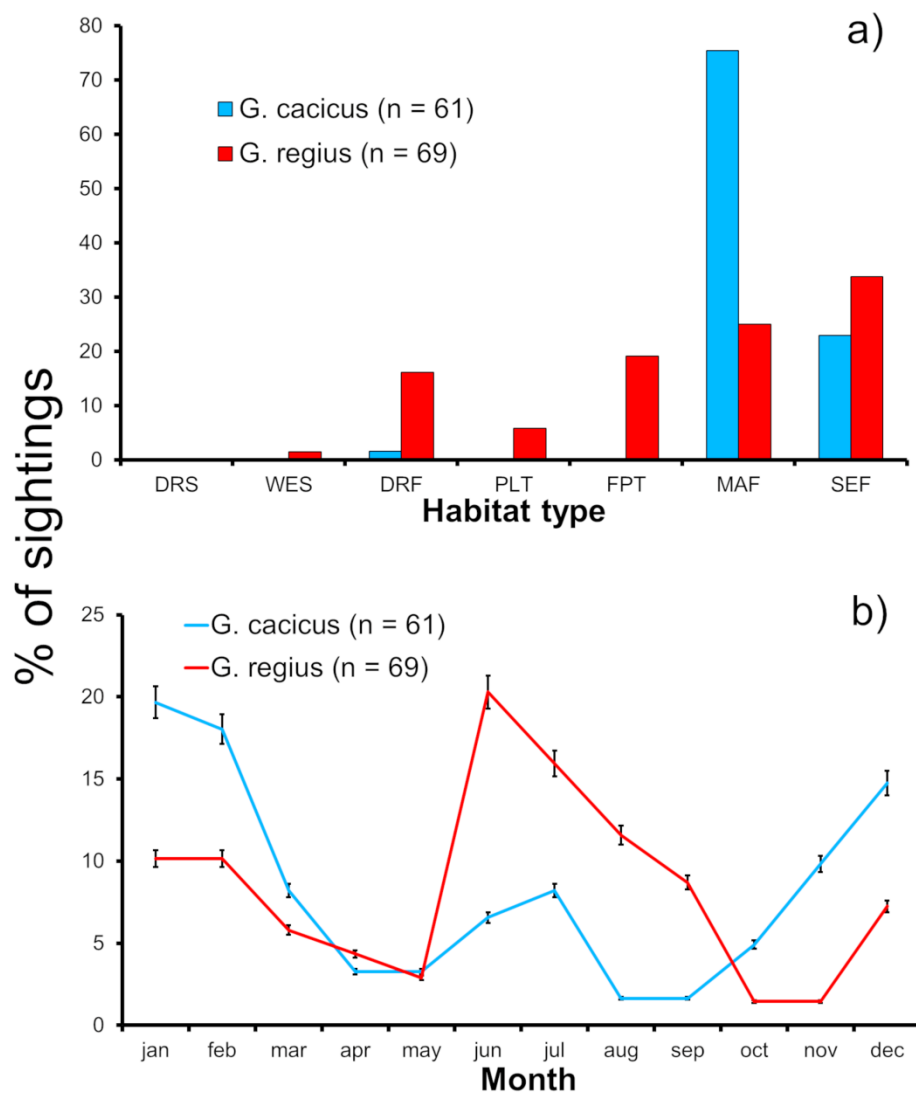 a)
80
70
60
50
40
30
20
10
0
G. cacicus (n = 61)
G. regius (n = 69)
DRS WES DRF PLT FPT MAF SEF
Habitat type
% of sightings
b)
25
20
15
10
5
0
G. cacicus (n = 61)
G. regius (n = 69)
jan feb mar apr may jun jul aug sep oct nov dec
Month